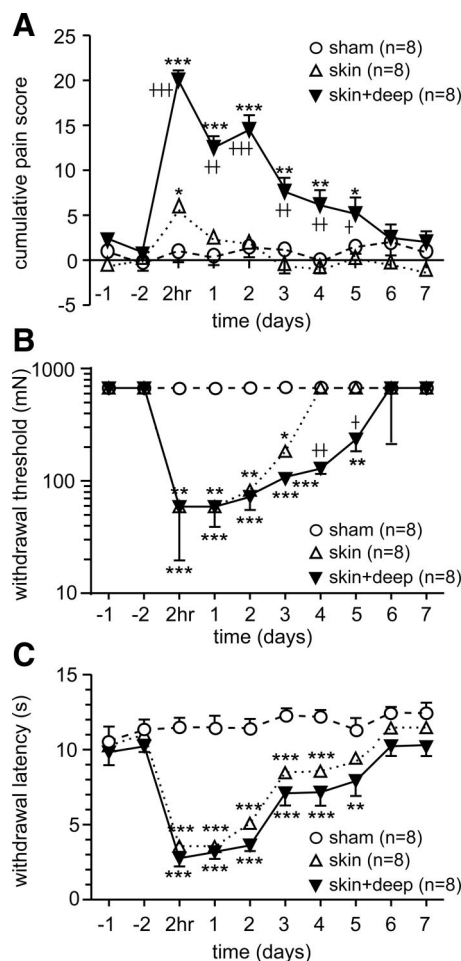 A
cumulative pain score
25
20
15
10
5
0
-5
sham (n=8)
skin (n=8)
skin+deep (n=8)
***
‡‡‡
***
‡‡
***
‡‡‡
*
**
‡‡
**
‡‡
*
‡
-1 -2 2hr 1 2 3 4 5 6 7
time (days)
B
withdrawal threshold (mN)
1000
100
10
** ** ** *
*** *** *** *** *** **
‡‡ ‡
sham (n=8)
skin (n=8)
skin+deep (n=8)
-1 -2 2hr 1 2 3 4 5 6 7
time (days)
C
withdrawal latency (s)
15
10
5
0
*** *** *** *** ***
*** *** *** *** *** **
sham (n=8)
skin (n=8)
skin+deep (n=8)
-1 -2 2hr 1 2 3 4 5 6 7
time (days)